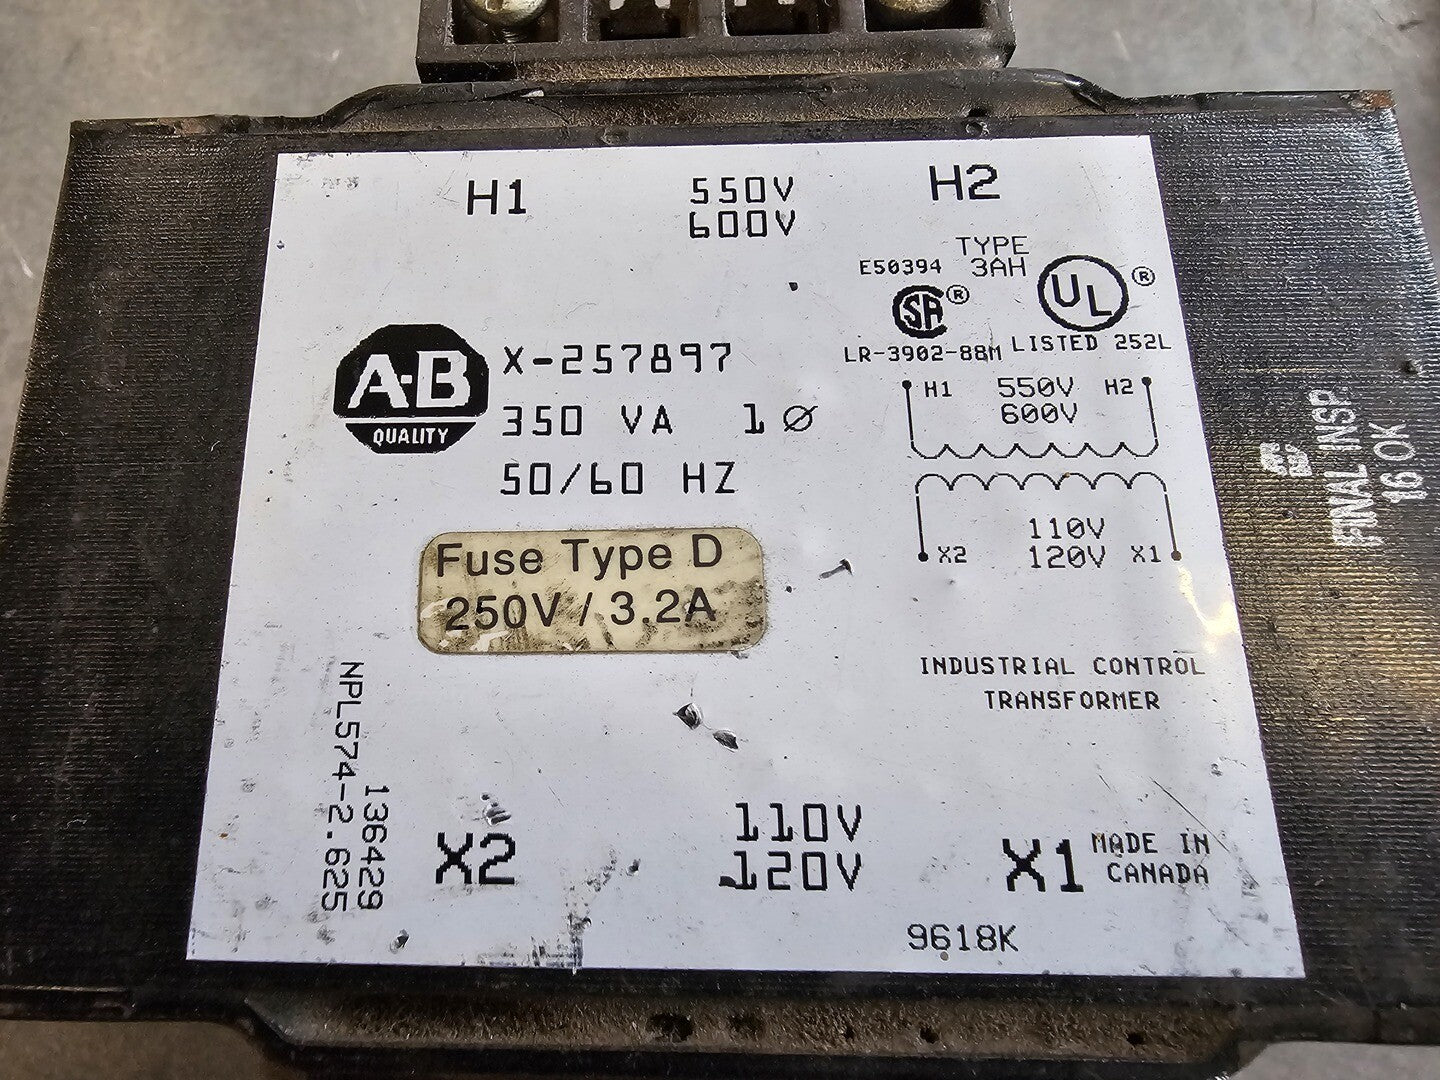 H1 550V H2
600V
TYPE
E50394 3AH
SA ® UL ®
LR-3902-88M LISTED 252L
A-B X-257897
QUALITY
350 VA 1Ø
50/60 HZ
H1 550V H2
600V
110V
X2 120V X1
Fuse Type D
250V / 3.2A
INDUSTRIAL CONTROL
TRANSFORMER
NPL574-2.625
136429
X2 110V X1
120V
MADE IN
CANADA
9618K
FINAL INSP.
16 OK